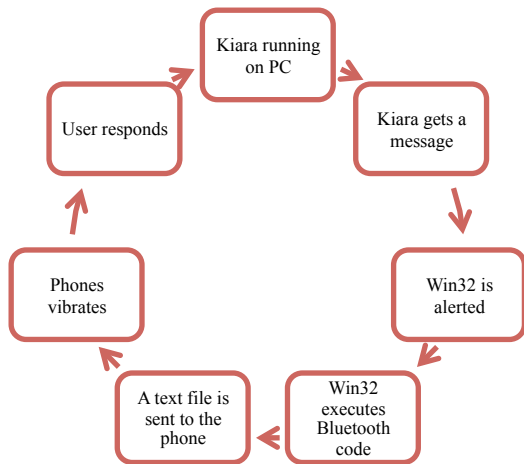 Kiara running
on PC
Kiara gets a
message
Win32 is
alerted
Win32
executes
Bluetooth
code
A text file is
sent to the
phone
Phones
vibrates
User responds